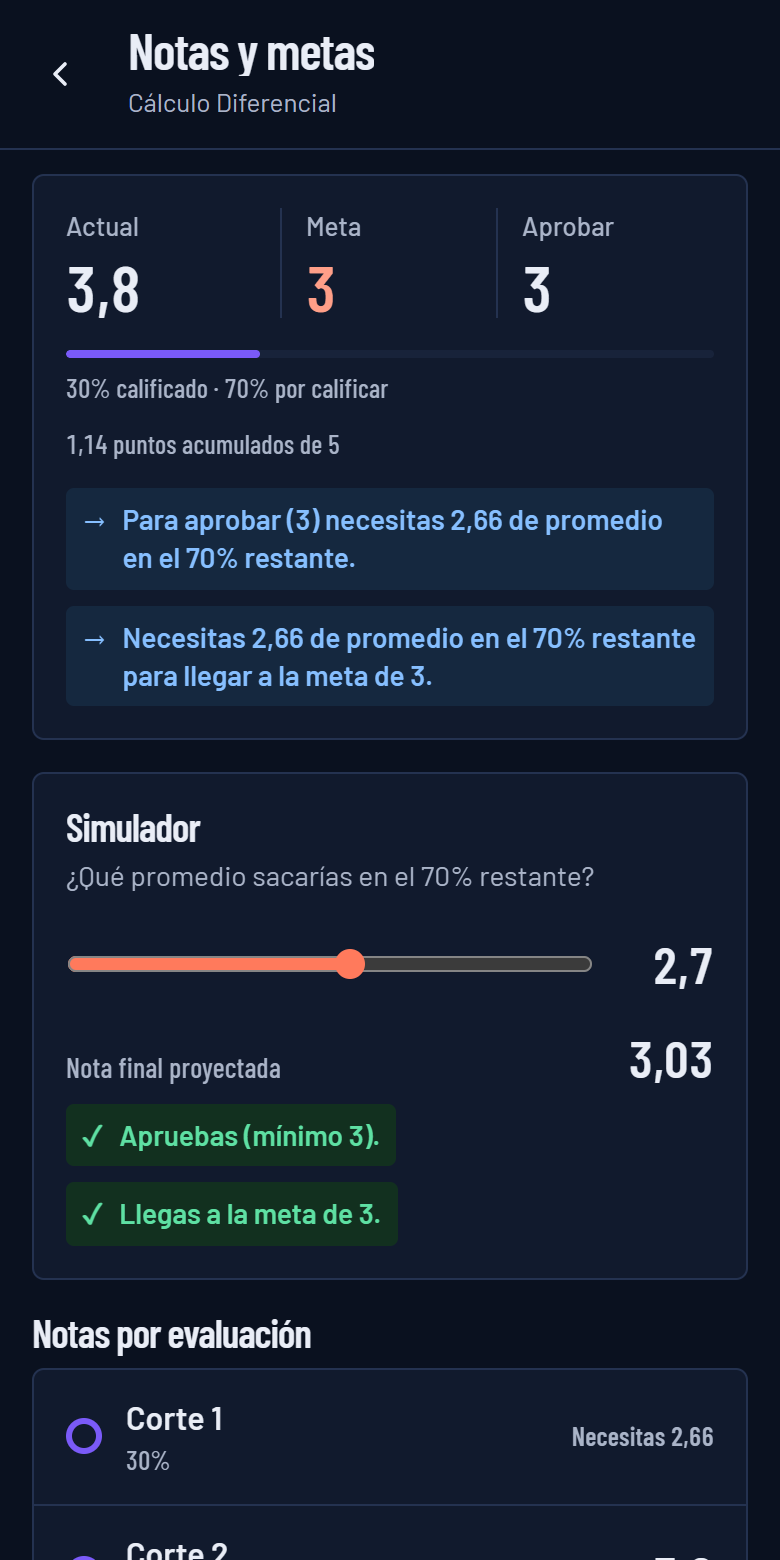 Notas y metas
Cálculo Diferencial
Actual
Meta
Aprobar
3,8
3
3
30% calificado · 70% por calificar
1,14 puntos acumulados de 5
→ Para aprobar (3) necesitas 2,66 de promedio
en el 70% restante.
→ Necesitas 2,66 de promedio en el 70% restante
para llegar a la meta de 3.
Simulador
¿Qué promedio sacarías en el 70% restante?
2,7
Nota final proyectada
3,03
✓ Apruebas (mínimo 3).
✓ Llegas a la meta de 3.
Notas por evaluación
Corte 1
Necesitas 2,66
30%
Corte 2